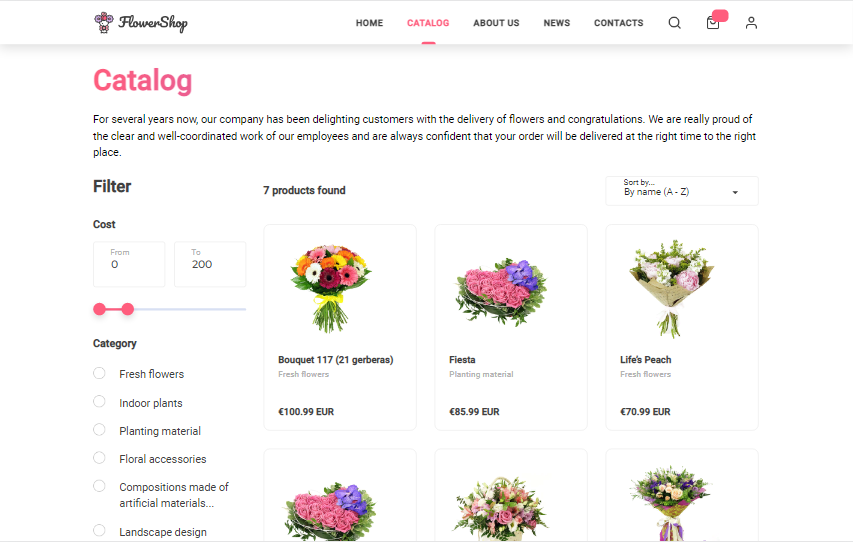 FlowerShop
HOME CATALOG ABOUT US NEWS CONTACTS
Catalog
For several years now, our company has been delighting customers with the delivery of flowers and congratulations. We are really proud of
the clear and well-coordinated work of our employees and are always confident that your order will be delivered at the right time to the right
place.
Filter
7 products found
Sort by...
By name (A - Z)
Cost
From
0
To
200
Category
Fresh flowers
Indoor plants
Planting material
Floral accessories
Compositions made of
artificial materials...
Landscape design
Bouquet 117 (21 gerberas)
Fresh flowers
€100.99 EUR
Fiesta
Planting material
€85.99 EUR
Life's Peach
Fresh flowers
€70.99 EUR